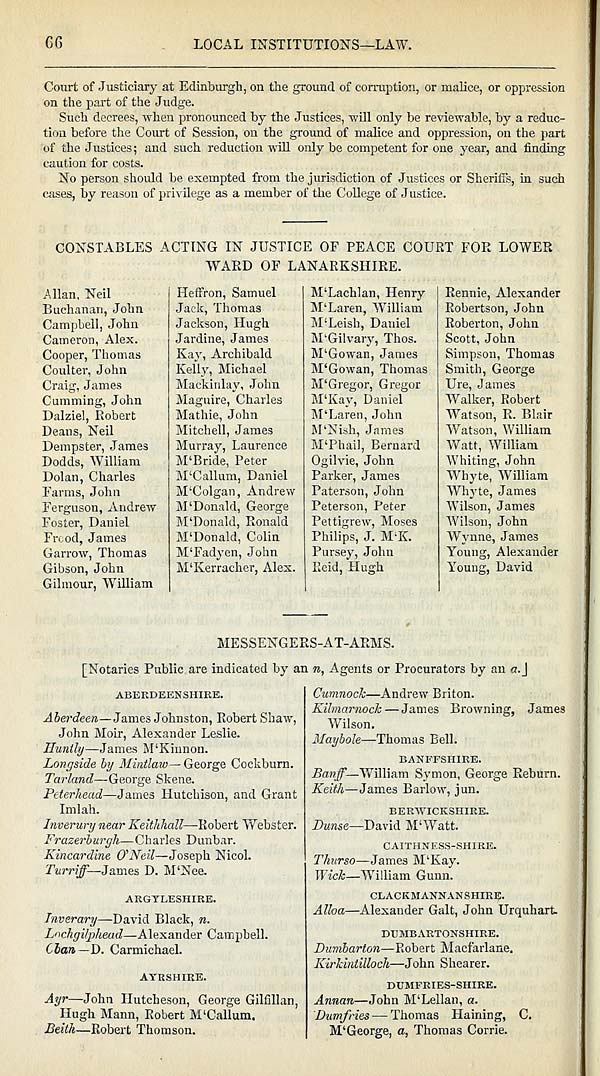 66 LOCAL INSTITUTIONS—LAW.
Court of Justiciary at Edinburgh, on the ground of corruption, or malice, or oppression
on the part of the Judge.
Such decrees, when pronounced by the Justices, will only be reviewable, by a reduc-
tion before the Court of Session, on the ground of malice and oppression, on the part
of the Justices; and such reduction will only be competent for one year, and finding
caution for costs.
No person should be exempted from the jurisdiction of Justices or Sheriffs, in such
cases, by reason of privilege as a member of the College of Justice.
CONSTABLES ACTING IN JUSTICE OF PEACE COURT FOR LOWER
WARD OF LANARKSHIRE.
Allan, Neil
Buchanan, John
Campbell, John
Cameron, Alex.
Cooper, Thomas
Coulter, John
Craig, James
Cumming, John
Dalziel, Robert
Deans, Neil
Dempster, James
Dodds, William
Dolan, Charles
Farms, John
Ferguson, Andrew
Foster, Daniel
Frood, James
Garrow, Thomas
Gibson, John
Gilmour, William
Heffron, Samuel
Jack, Thomas
Jackson, Hugh
Jardine, James
Kay, Archibald
Kelly, Michael
Mackinlay, John
Maguire, Charles
Mathie, John
Mitchell, James
Murray, Laurence
M'Bride, Peter
M'Callum, Daniel
M'Colgan, Andrew
M'Donald, George
M'Donald, Ronald
M'Donald, Colin
M'Fadyen, John
M'Kerracher, Alex.
M'Lachlan, Henry
M'Laren, William
M'Leish, Daniel
M'Gilvary, Thos.
M'Gowan, James
M'Gowan, Thomas
M'Gregor, Gregor
M'Kay, Daniel
M'Laren, John
M'Nish, James
M'Phail, Bernard
Ogilvie, John
Parker, James
Paterson, John
Peterson, Peter
Pettigrew, Moses
Philips, J. M'K.
Pursey, John
Reid, Hugh
Rennie, Alexander
Robertson, John
Roberton, John
Scott, John
Simpson, Thomas
Smith, George
Ure, James
Walker, Robert
Watson, R. Blair
Watson, William
Watt, William
Whiting, John
Whyte, William
Whyte, James
Wilson, James
Wilson, John
Wynne, James
Young, Alexander
Young, David
MESSENGERS-AT-ARMS.
[Notaries Public are indicated by an n, Agents or Procurators by an a.]
ABERDEENSHIRE.
Aberdeen—James Johnston, Robert Shaw,
John Moir, Alexander Leslie.
Huntly—James M'Kinnon.
Longside by Mintlaw—George Cockburn.
Tarland—George Skene.
Peterhead—James Hutchison, and Grant
Imlah.
Inverury near Keithhall—Robert Webster.
Frazerburgh—Charles Dunbar.
Kincardine O'Neil—Joseph Nicol.
Turriff—James D. M'Nee.
ARGYLESHIRE.
Inverary—David Black, n.
Lochgilphead—Alexander Campbell.
Oban—D. Carmichael.
AYRSHIRE.
Ayr—John Hutcheson, George Gilfillan,
Hugh Mann, Robert M'Callum.
Beith—Robert Thomson.
Cumnock—Andrew Briton.
Kilmarnock—James Browning, James
Wilson.
Maybole—Thomas Bell.
BANFFSHIRE.
Banff—William Symon, George Reburn.
Keith—James Barlow, jun.
BERWICKSHIRE.
Dunse—David M'Watt.
CAITHNESS-SHIRE.
Thurso—James M'Kay.
Wick—William Gunn.
CLACKMANNANSHIRE.
Alloa—Alexander Galt, John Urquhart.
DUMBARTONSHIRE.
Dumbarton—Robert Macfarlane.
Kirkintilloch—John Shearer.
DUMFRIES-SHIRE.
Annan—John M'Lellan, a.
Dumfries—Thomas Haining, C.
M'George, a, Thomas Corrie.